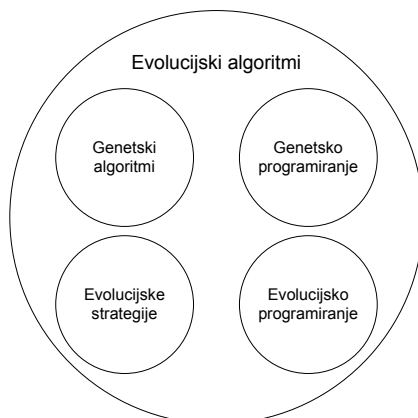 Evolucijski algoritmi
Genetski
algoritmi
Genetsko
programiranje
Evolucijske
strategije
Evolucijsko
programiranje